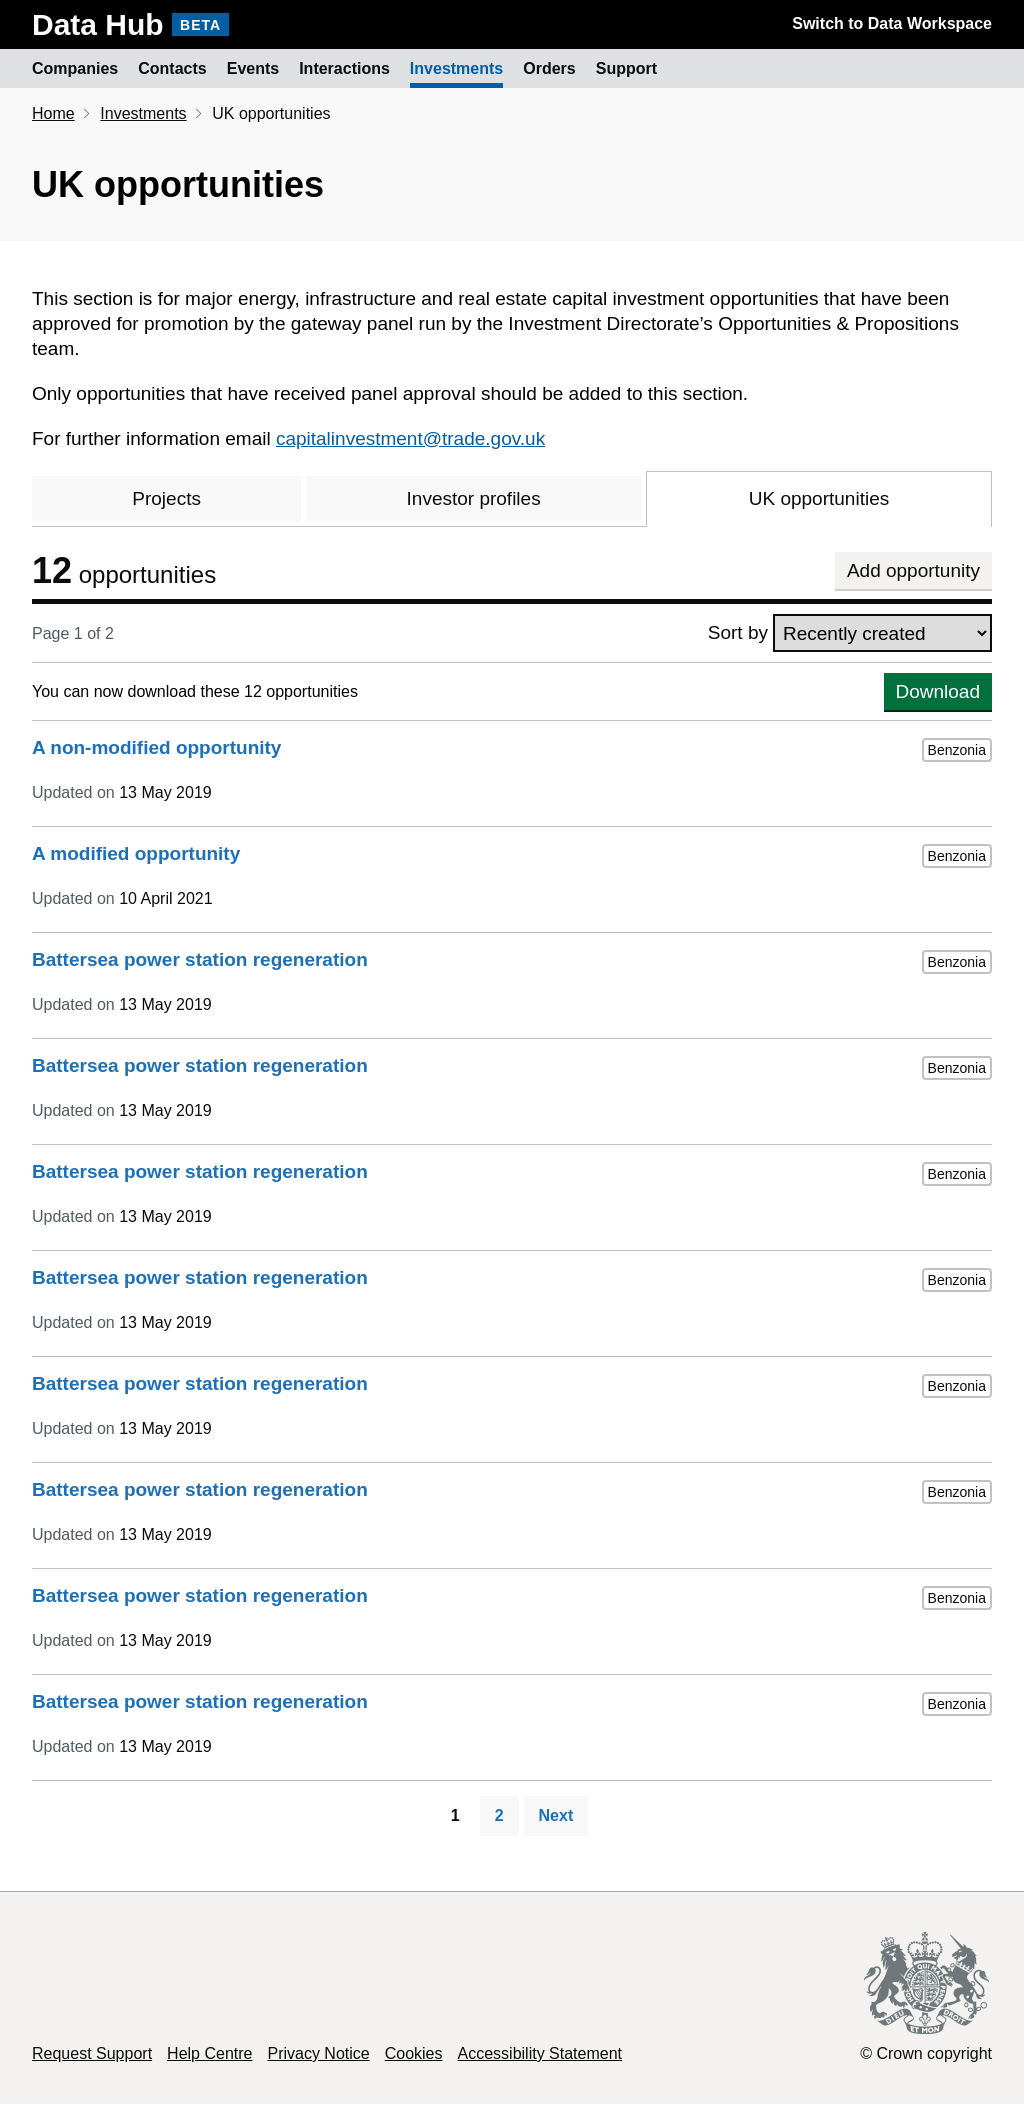 Data Hub BETA
Switch to Data Workspace
Companies Contacts Events Interactions Investments Orders Support
Home Investments UK opportunities
UK opportunities
This section is for major energy, infrastructure and real estate capital investment opportunities that have been
approved for promotion by the gateway panel run by the Investment Directorate’s Opportunities & Propositions
team.
Only opportunities that have received panel approval should be added to this section.
For further information email capitalinvestment@trade.gov.uk
Projects Investor profiles UK opportunities
12 opportunities
Add opportunity
Page 1 of 2
Sort by Recently created
You can now download these 12 opportunities
Download
A non-modified opportunity
Benzonia
Updated on 13 May 2019
A modified opportunity
Benzonia
Updated on 10 April 2021
Battersea power station regeneration
Benzonia
Updated on 13 May 2019
Battersea power station regeneration
Benzonia
Updated on 13 May 2019
Battersea power station regeneration
Benzonia
Updated on 13 May 2019
Battersea power station regeneration
Benzonia
Updated on 13 May 2019
Battersea power station regeneration
Benzonia
Updated on 13 May 2019
Battersea power station regeneration
Benzonia
Updated on 13 May 2019
Battersea power station regeneration
Benzonia
Updated on 13 May 2019
Battersea power station regeneration
Benzonia
Updated on 13 May 2019
1 2 Next
DIEU ET MON DROIT
Request Support Help Centre Privacy Notice Cookies Accessibility Statement
© Crown copyright